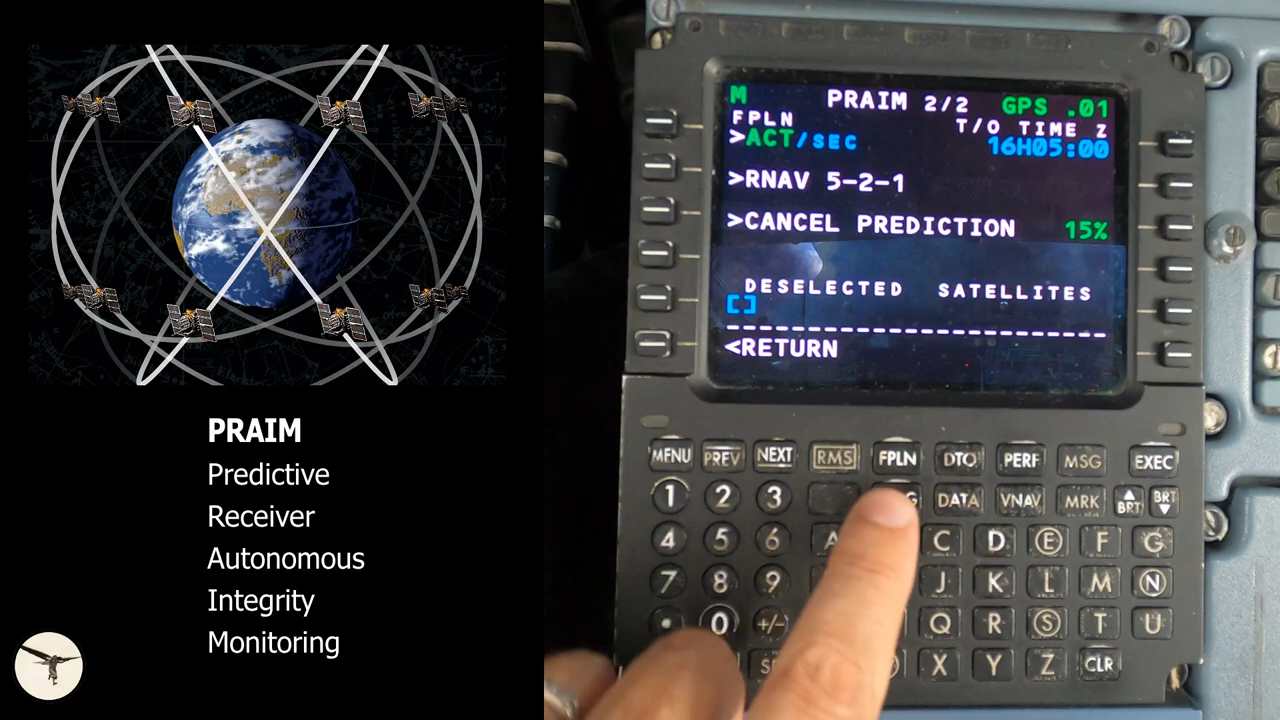 PRAIM
Predictive
Receiver
Autonomous
Integrity
Monitoring
M PRAIM 2/2 GPS .01
FPLN T/O TIME Z
>ACT/SEC 16H05:00
>RNAV 5-2-1
>CANCEL PREDICTION 15%
DESELECTED SATELLITES
[]
<RETURN
MENU PREV NEXT RMS FPLN DTO PERF MSG EXEC
1 2 3 DATA VNAV MRK BRT BRT
4 5 6 A C D E F G
7 8 9 J K L M N
. 0 +/- Q R S T U
X Y Z CLR